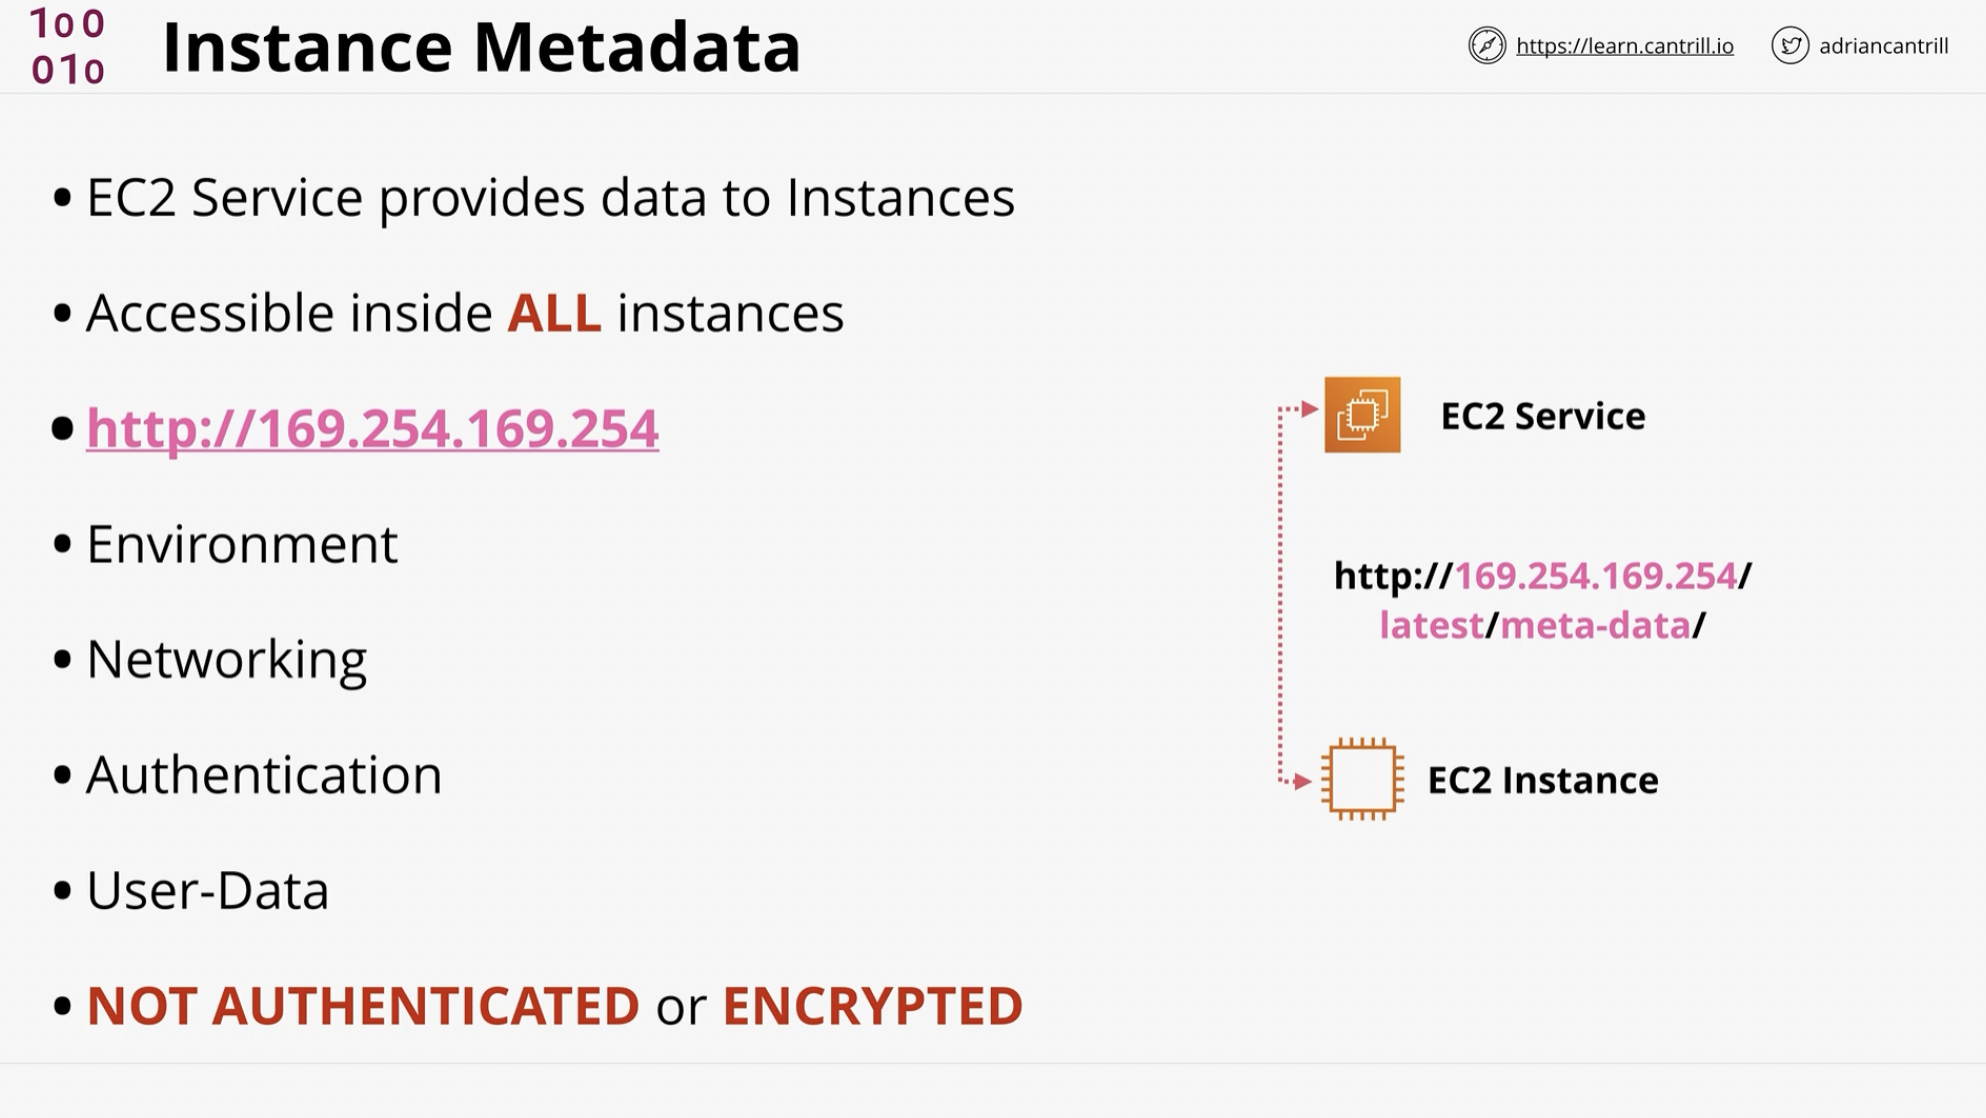 100
010
Instance Metadata
https://learn.cantrill.io
adriancantrill
• EC2 Service provides data to Instances
• Accessible inside ALL instances
• http://169.254.169.254
• Environment
• Networking
• Authentication
• User-Data
• NOT AUTHENTICATED or ENCRYPTED
EC2 Service
http://169.254.169.254/
latest/meta-data/
EC2 Instance